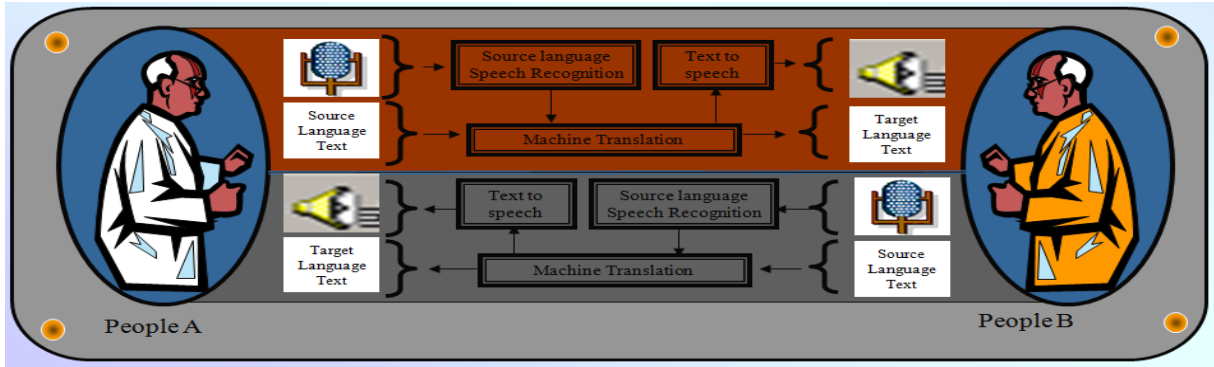 Source language
Speech Recognition
Text to
speech
Source
Language
Text
Machine Translation
Target
Language
Text
Text to
speech
Source language
Speech Recognition
Target
Language
Text
Machine Translation
Source
Language
Text
People A
People B